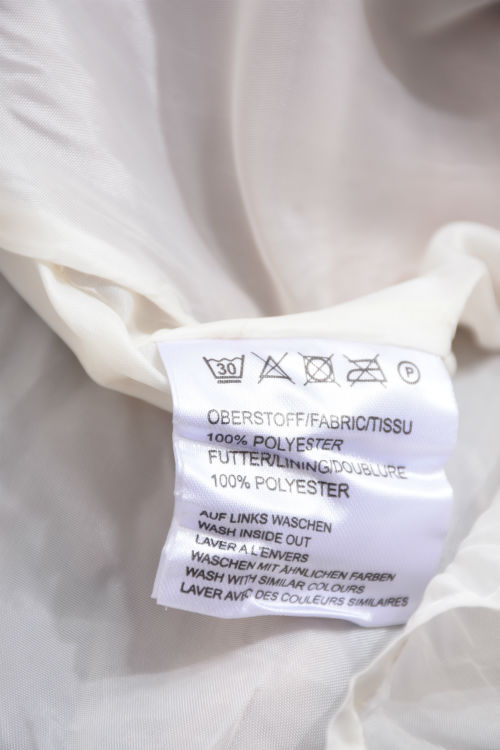 30
P
OBERSTOFF/FABRIC/TISSU
100% POLYESTER
FUTTER/LINING/DOUBLURE
100% POLYESTER
AUF LINKS WASCHEN
WASH INSIDE OUT
LAVER A L'ENVERS
WASCHEN MIT ÄHNLICHEN FARBEN
WASH WITH SIMILAR COLOURS
LAVER AVEC DES COULEURS SIMILAIRES